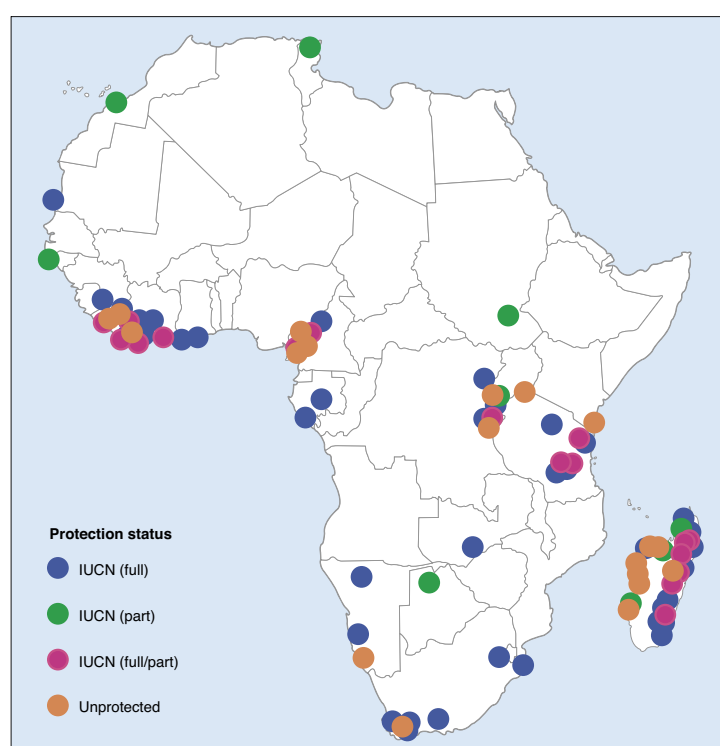 Protection status
IUCN (full)
IUCN (part)
IUCN (full/part)
Unprotected